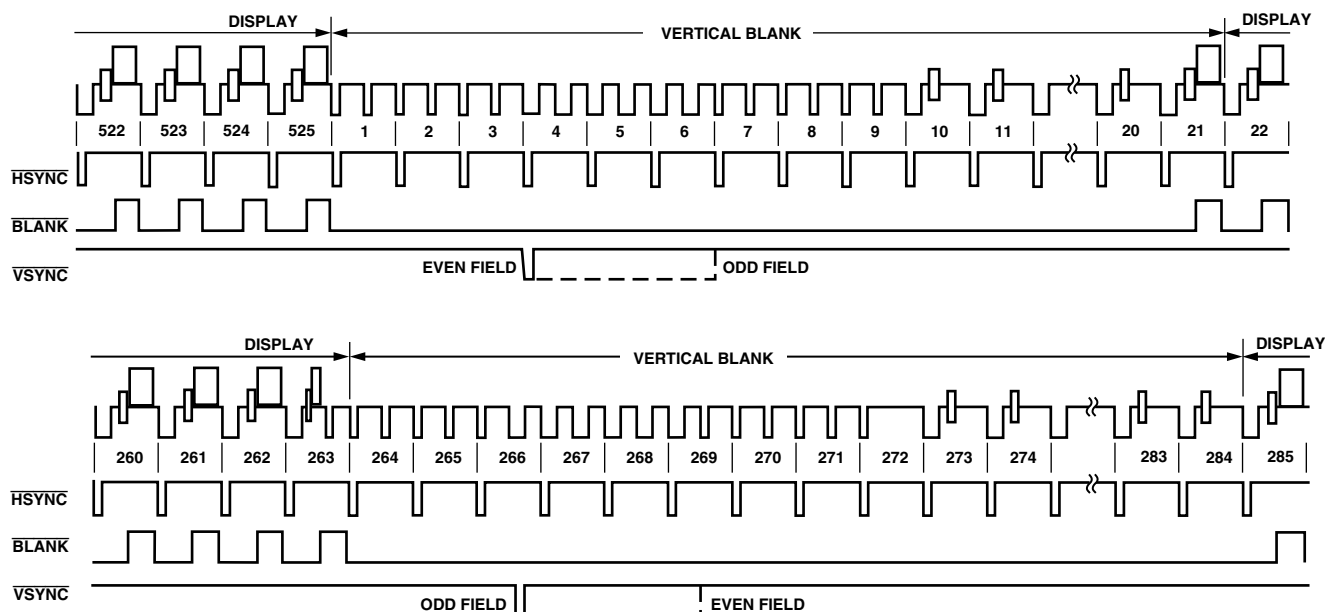 DISPLAY VERTICAL BLANK DISPLAY
522 523 524 525 1 2 3 4 5 6 7 8 9 10 11 20 21 22
HSYNC
BLANK
EVEN FIELD ODD FIELD
VSYNC
DISPLAY VERTICAL BLANK DISPLAY
260 261 262 263 264 265 266 267 268 269 270 271 272 273 274 283 284 285
HSYNC
BLANK
VSYNC
ODD FIELD EVEN FIELD